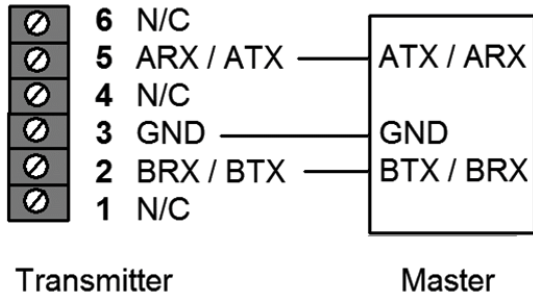 6 N/C
5 ARX / ATX ATX / ARX
4 N/C
3 GND GND
2 BRX / BTX BTX / BRX
1 N/C
Transmitter Master